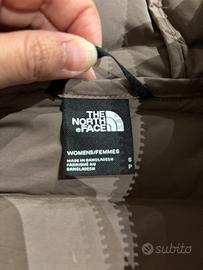 THE
NORTH
FACE
WOMENS/FEMMES
MADE IN BANGLADESH
FABRIQUÉ AU
BANGLADESH
S
P
subito